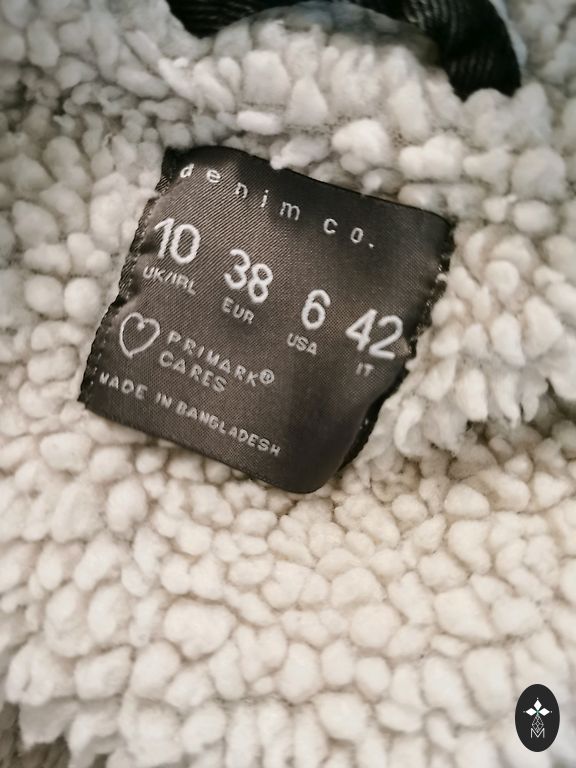 denim co.
10 38 6 42
UK/IRL EUR USA IT
PRIMARK®
CARES
MADE IN BANGLADESH
M